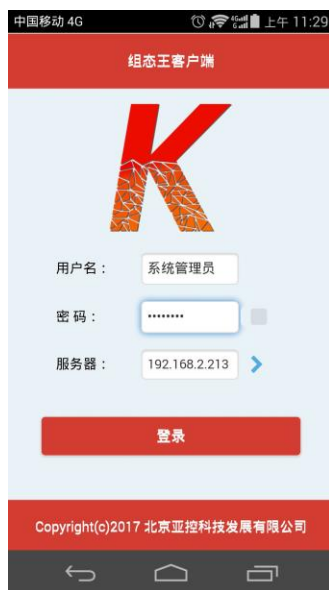 中国移动 4G 上午 11:29
组态王客户端
K
用户名：
系统管理员
密 码：
••••••••
服务器：
192.168.2.213
登录
Copyright(c)2017 北京亚控科技发展有限公司